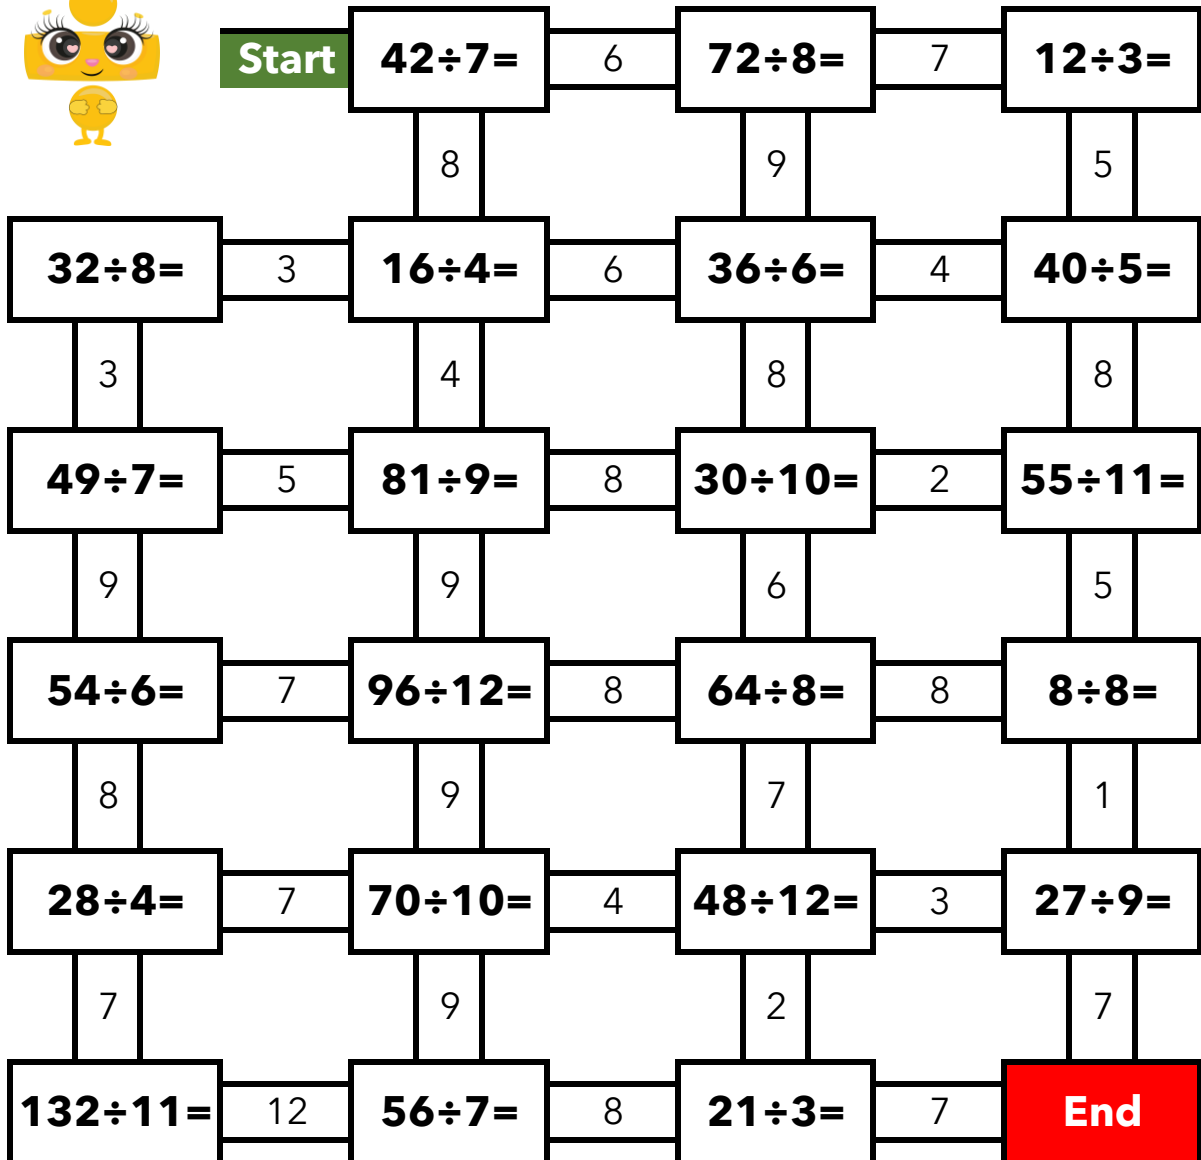 Start 42÷7= 6 72÷8= 7 12÷3=
8 9 5
32÷8= 3 16÷4= 6 36÷6= 4 40÷5=
3 4 8 8
49÷7= 5 81÷9= 8 30÷10= 2 55÷11=
9 9 6 5
54÷6= 7 96÷12= 8 64÷8= 8 8÷8=
8 9 7 1
28÷4= 7 70÷10= 4 48÷12= 3 27÷9=
7 9 2 7
132÷11= 12 56÷7= 8 21÷3= 7 End